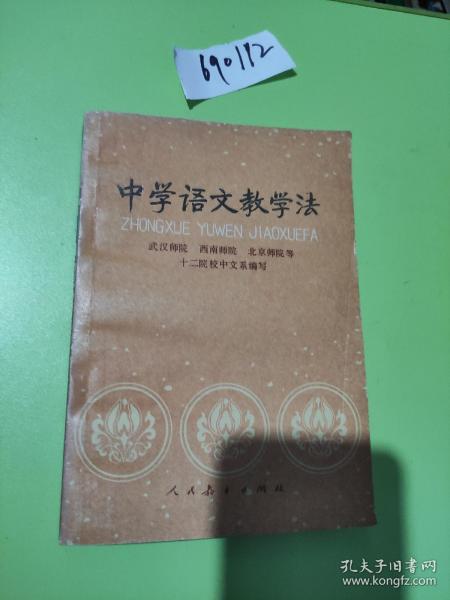 690112
中学语文教学法
ZHONGXUE YUWEN JIAOXUEFA
武汉师院 西南师院 北京师院等
十二院校中文系编写
人民教育出版社
孔夫子旧书网
www.kongfz.com